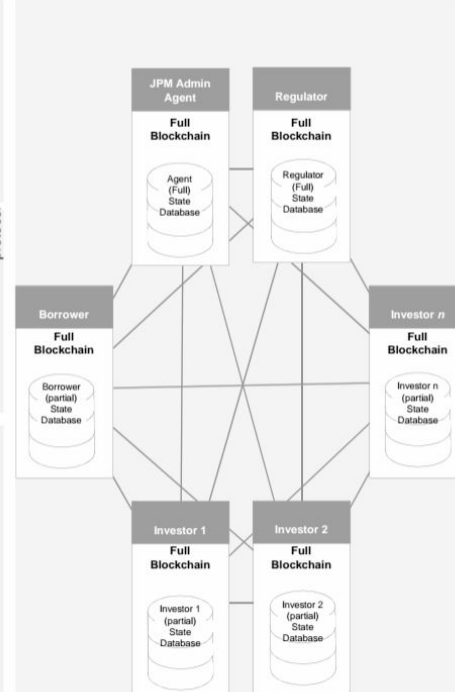 JPM Admin
Agent
Full
Blockchain
Agent
(Full)
State
Database
Regulator
Full
Blockchain
Regulator
(Full)
State
Database
Borrower
Full
Blockchain
Borrower
(partial)
State
Database
Investor n
Full
Blockchain
Investor n
(partial)
State
Database
Investor 1
Full
Blockchain
Investor 1
(partial)
State
Database
Investor 2
Full
Blockchain
Investor 2
(partial)
State
Database